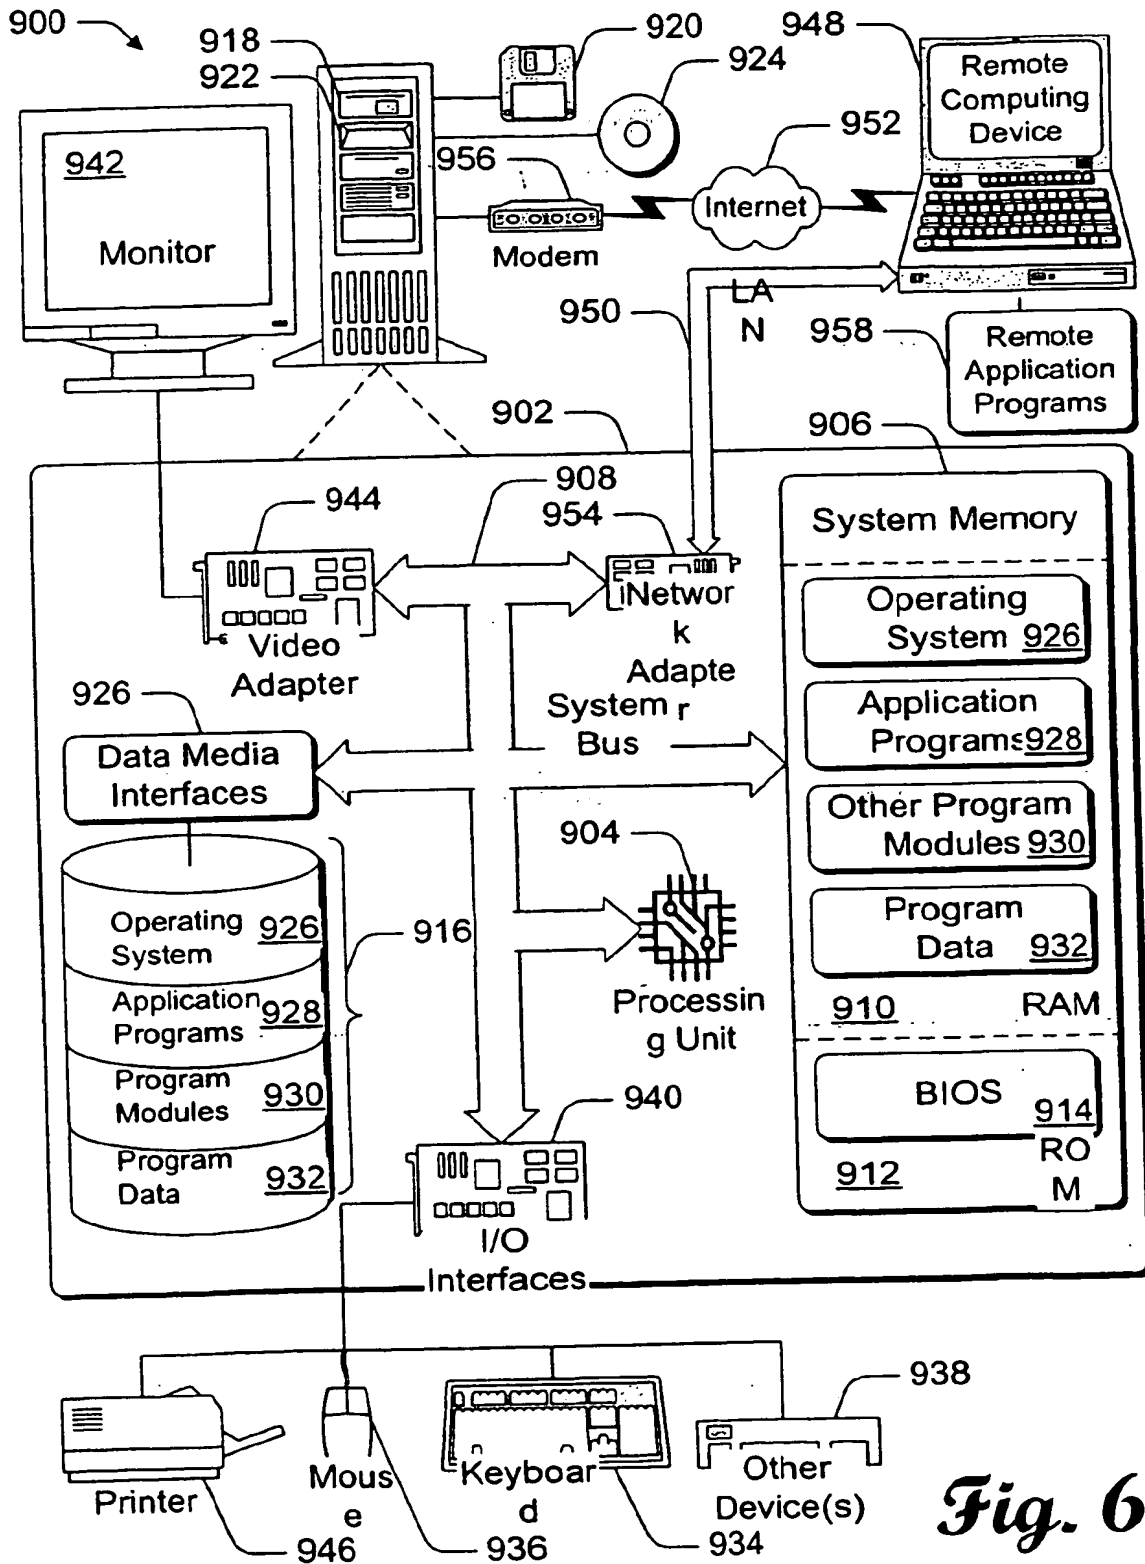 900
918
922
920
924
948
Remote
Computing
Device
942
Monitor
956
Modem
952
Internet
LA
N
950
958
Remote
Application
Programs
902
906
908
944
954
System Memory
Video
Adapter
Networ
k
Adapte
r
Operating
System 926
926
Data Media
Interfaces
System
Bus
Application
Programs 928
Other Program
Modules 930
904
Program
Data 932
Processin
g Unit
910 RAM
Operating
System 926
916
Application
Programs 928
Program
Modules 930
Program
Data 932
940
I/O
Interfaces
BIOS
914
RO
M
912
Printer
946
Mous
e
936
Keyboar
d
934
938
Other
Device(s)
Fig. 6